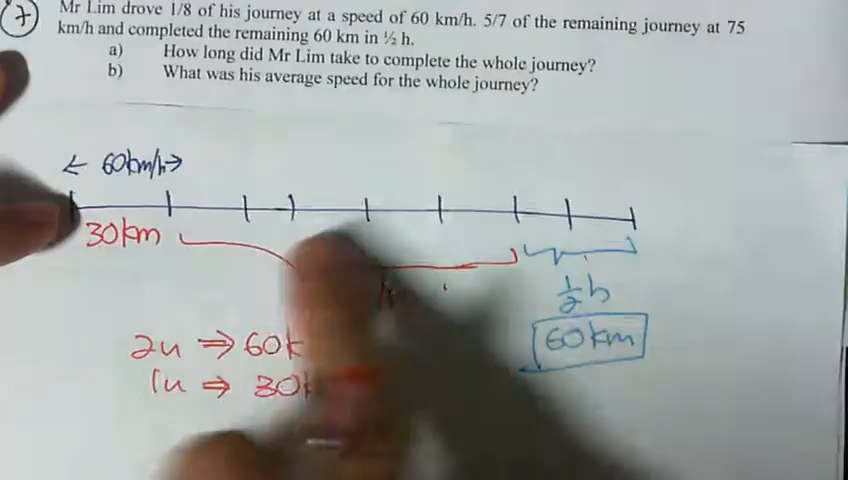 7
Mr Lim drove 1/8 of his journey at a speed of 60 km/h. 5/7 of the remaining journey at 75
km/h and completed the remaining 60 km in ½ h.
a) How long did Mr Lim take to complete the whole journey?
b) What was his average speed for the whole journey?
← 60km/h→
30km
½h
2u ⇒ 60k
60km
1u ⇒ 30